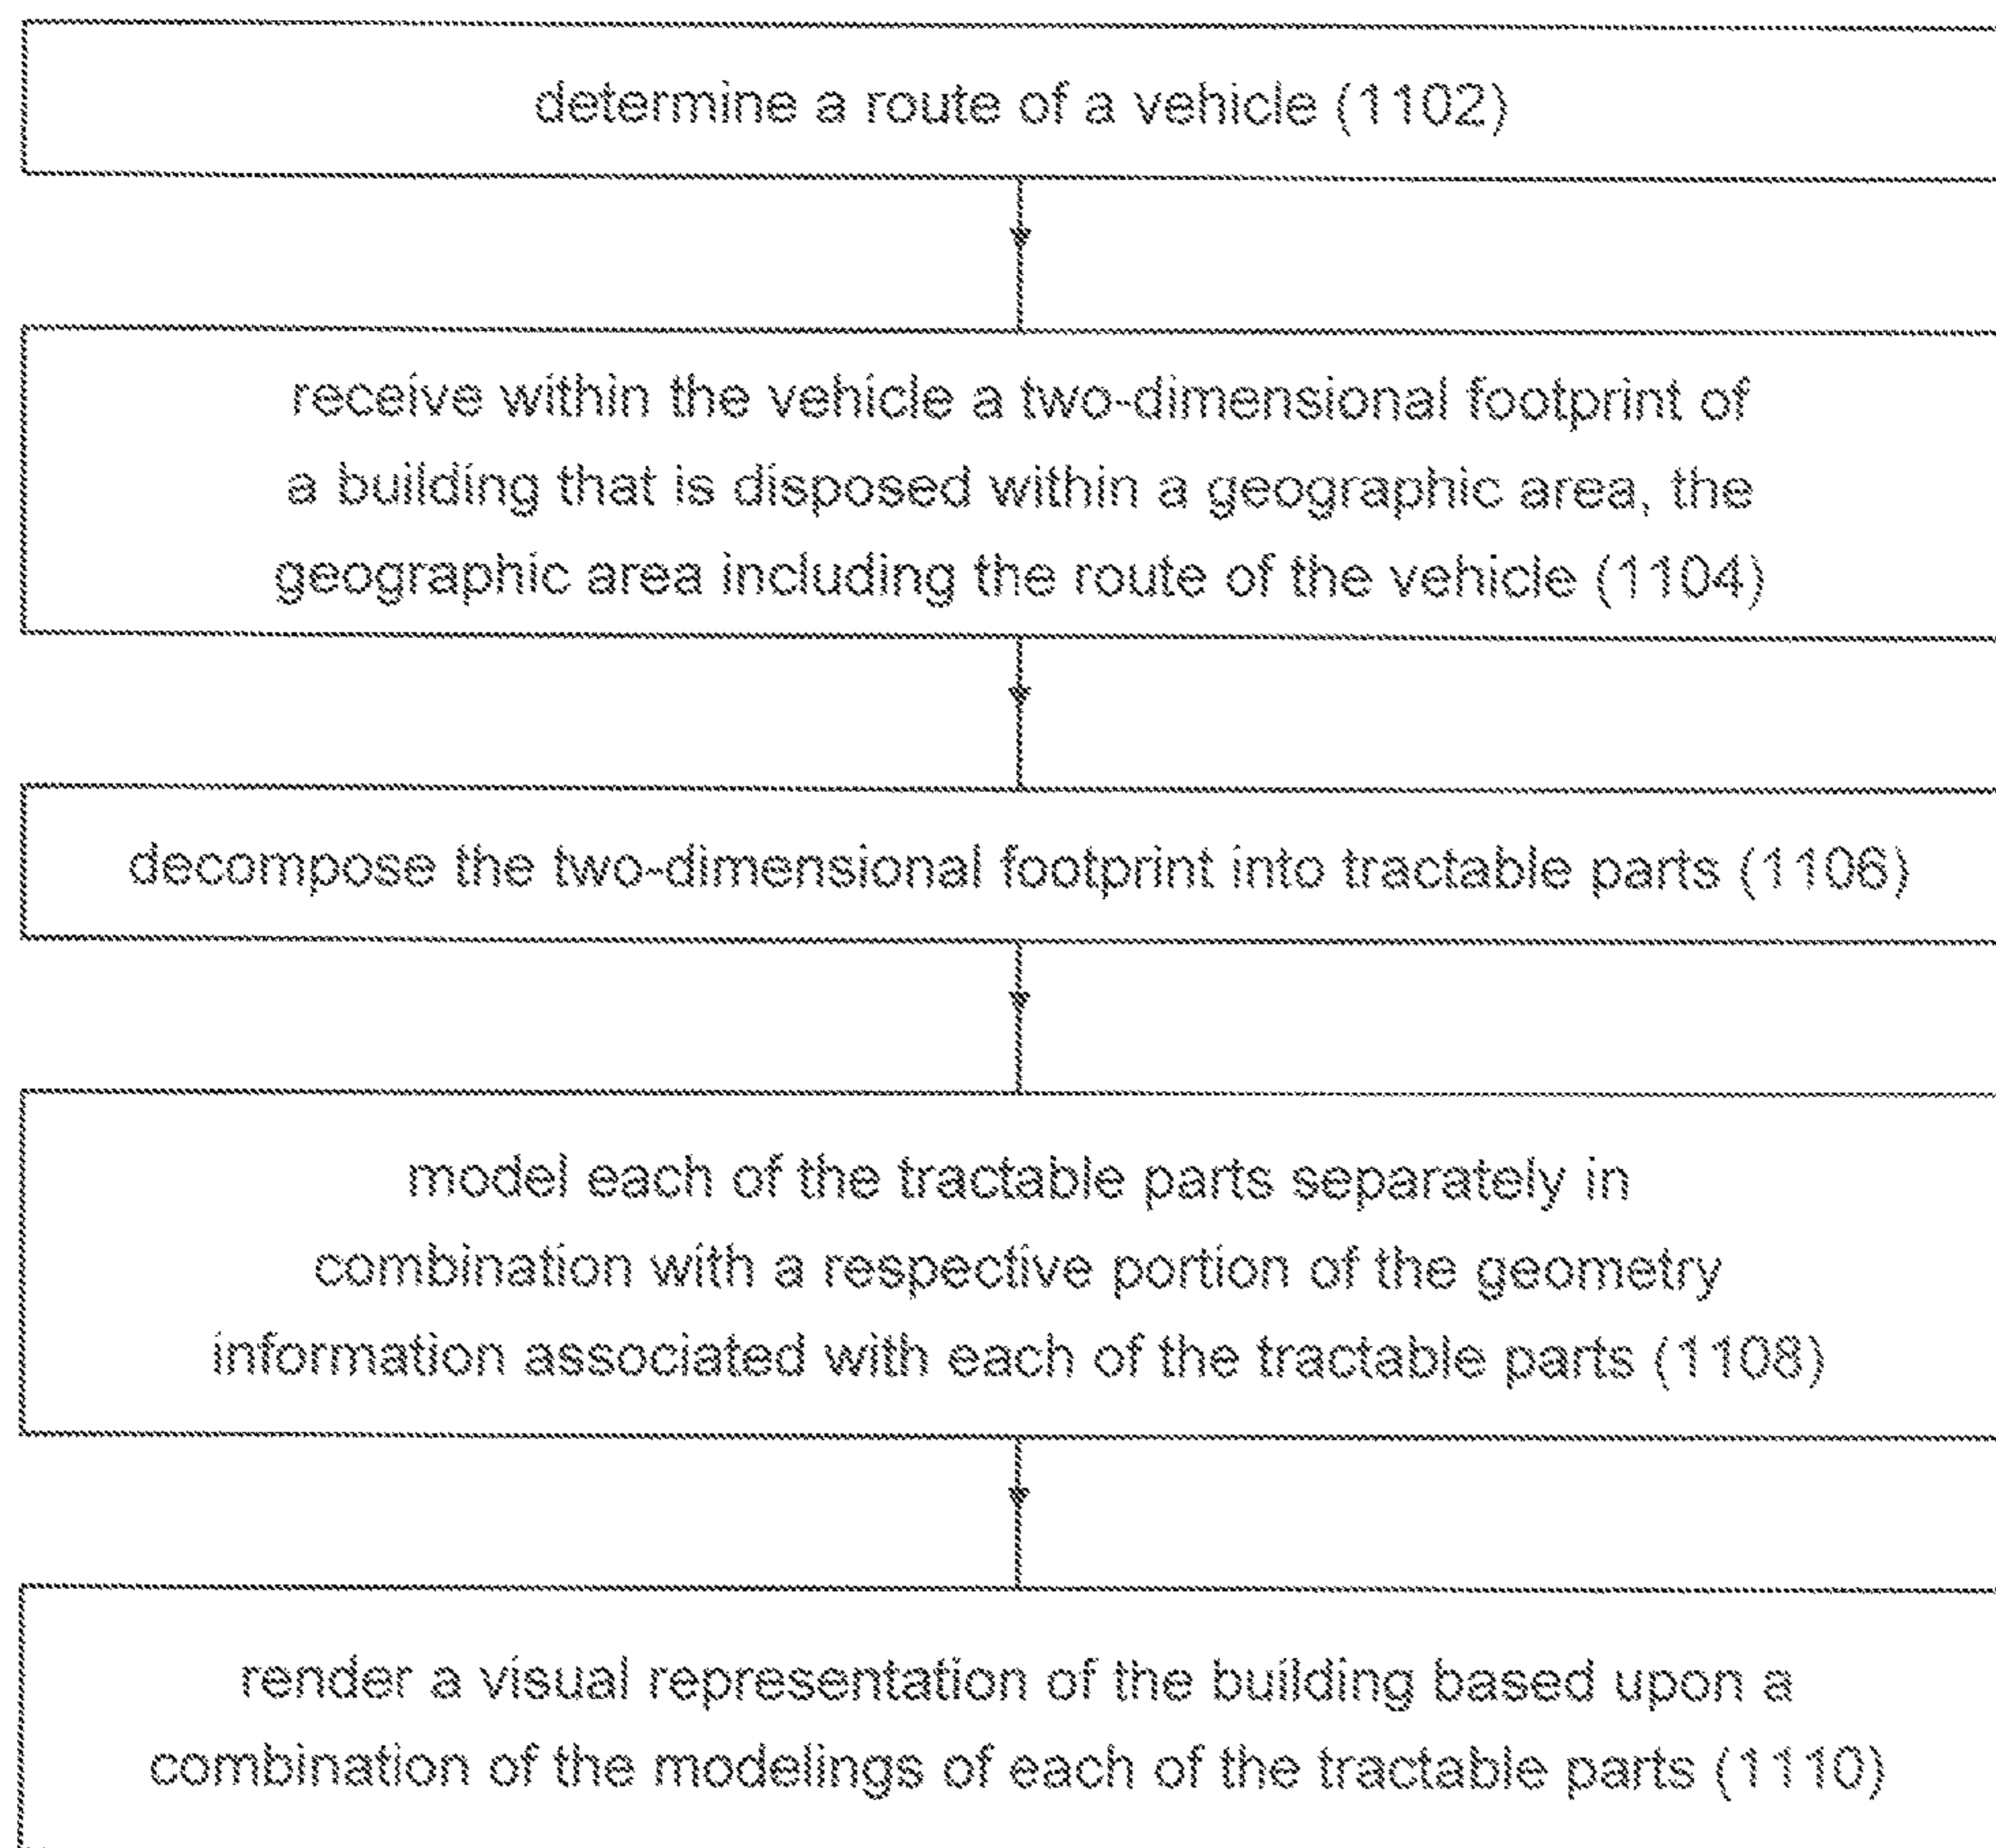 determine a route of a vehicle (1102)
receive within the vehicle a two-dimensional footprint of
a building that is disposed within a geographic area, the
geographic area including the route of the vehicle (1104)
decompose the two-dimensional footprint into tractable parts (1106)
model each of the tractable parts separately in
combination with a respective portion of the geometry
information associated with each of the tractable parts (1108)
render a visual representation of the building based upon a
combination of the modelings of each of the tractable parts (1110)